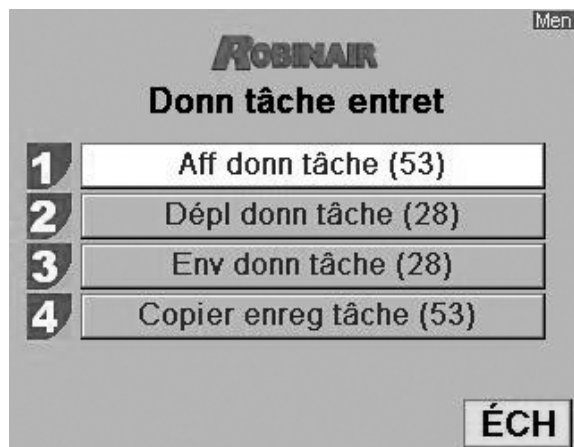 Men
ROBINAIR
Donn tâche entret
1 Aff donn tâche (53)
2 Dépl donn tâche (28)
3 Env donn tâche (28)
4 Copier enreg tâche (53)
ÉCH